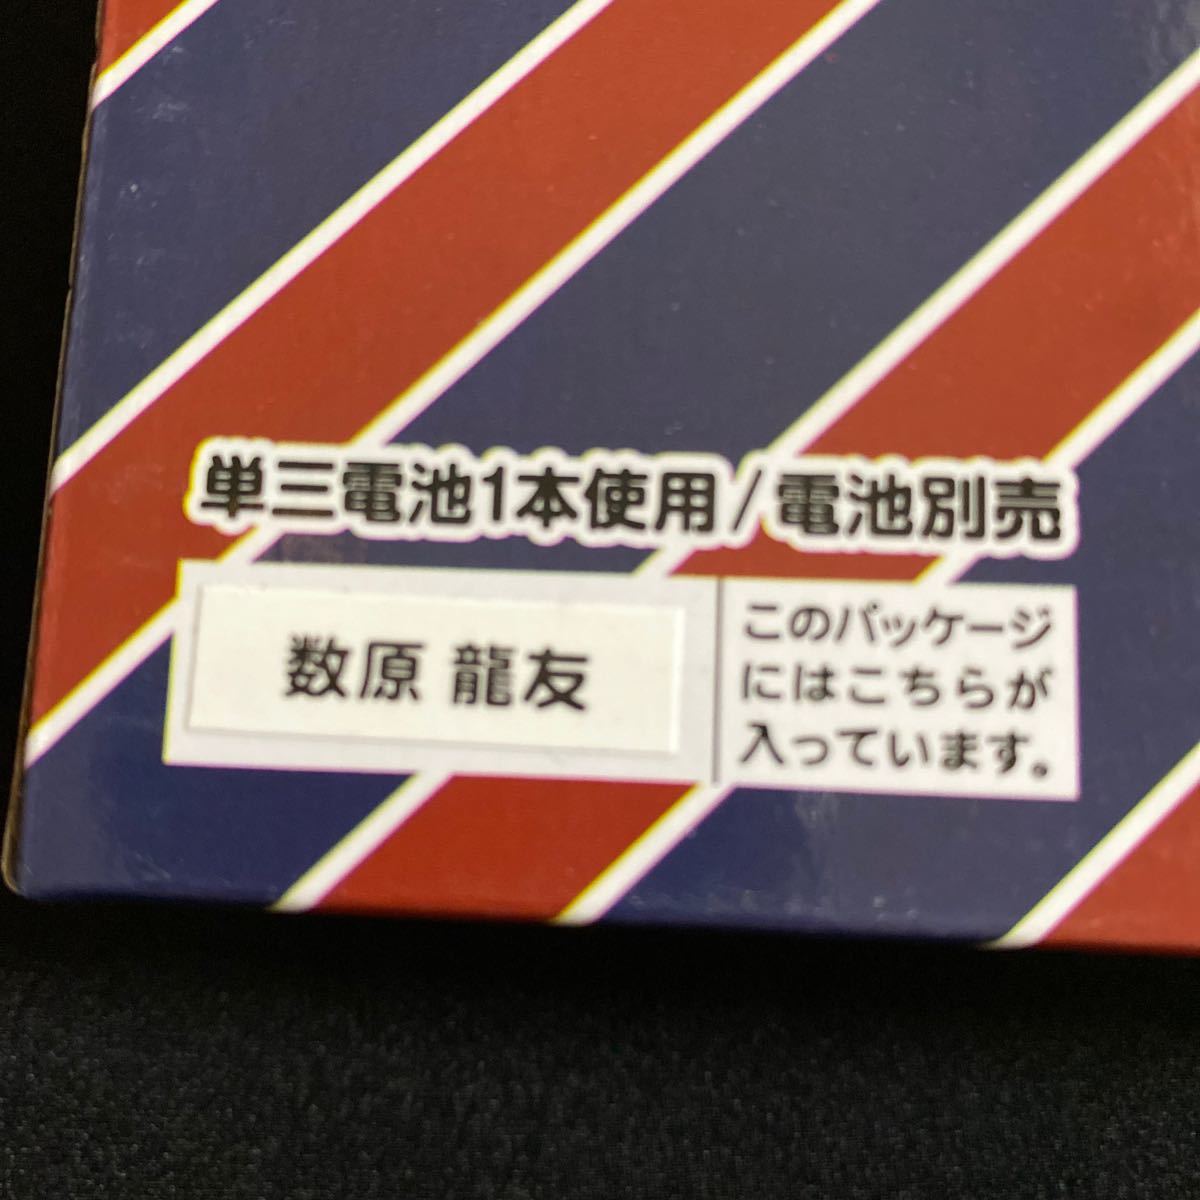 単三電池1本使用/電池別売
数原 龍友
このパッケージ
にはこちらが
入っています。